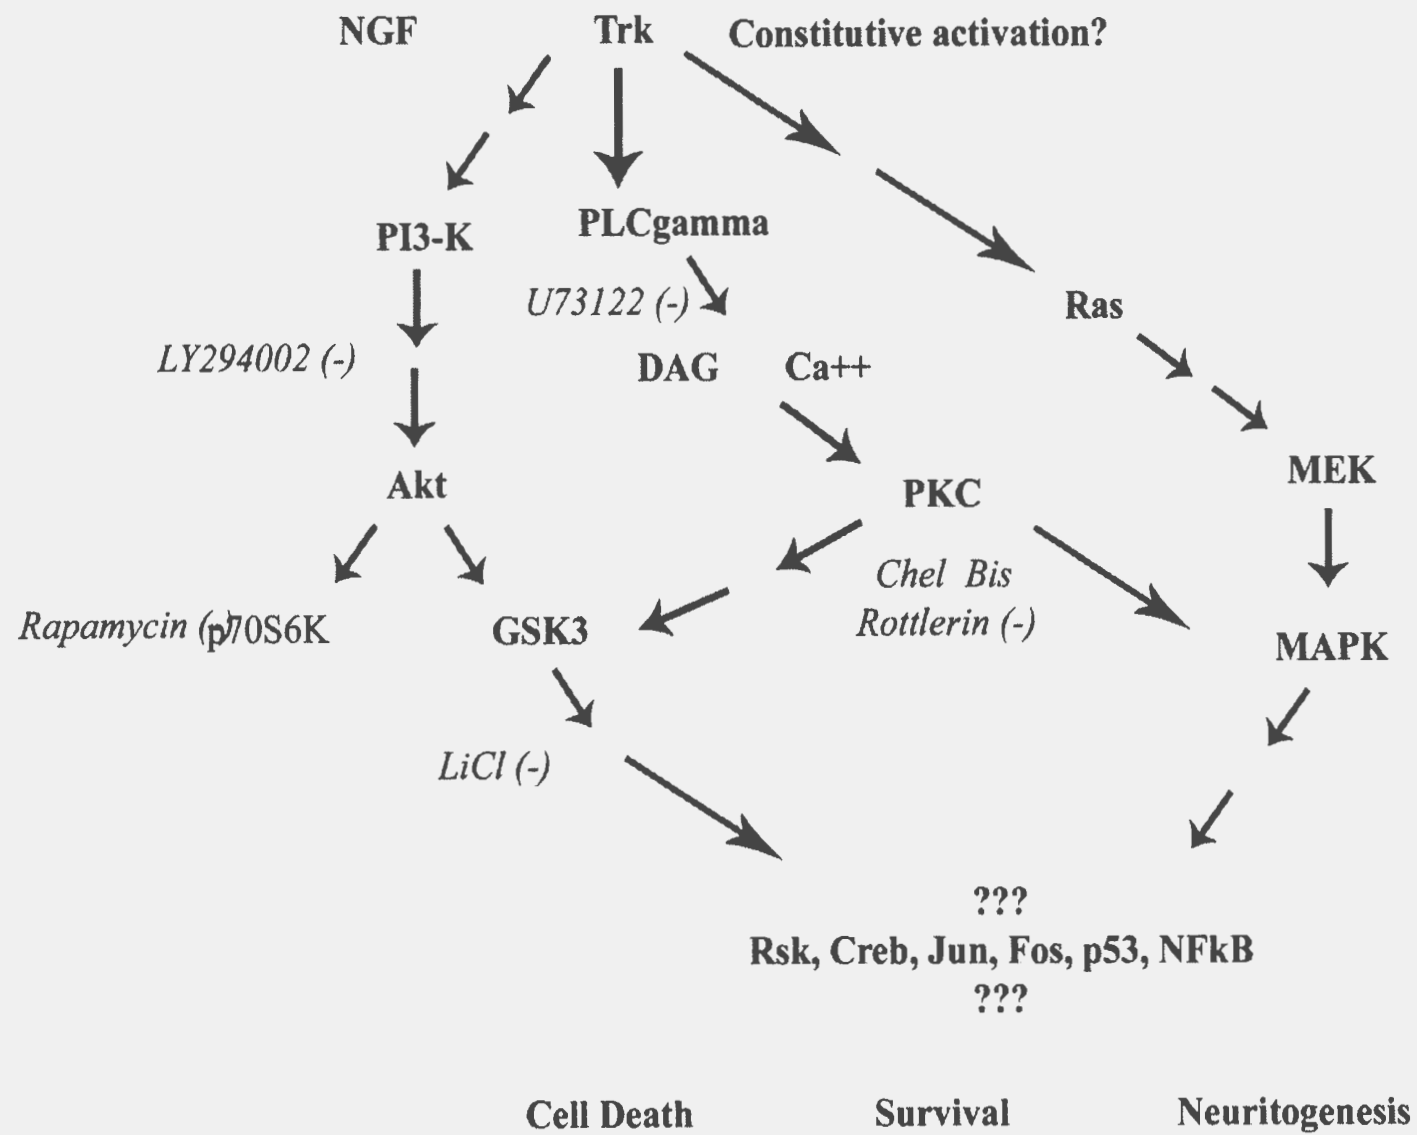 NGF Trk Constitutive activation?
PI3-K PLCgamma
U73122 (-)
Ras
LY294002 (-)
DAG Ca++
MEK
Akt
PKC
Chel Bis
Rottlerin (-)
Rapamycin (-) p70S6K
GSK3
MAPK
LiCl (-)
???
Rsk, Creb, Jun, Fos, p53, NFkB
???
Cell Death Survival Neuritogenesis